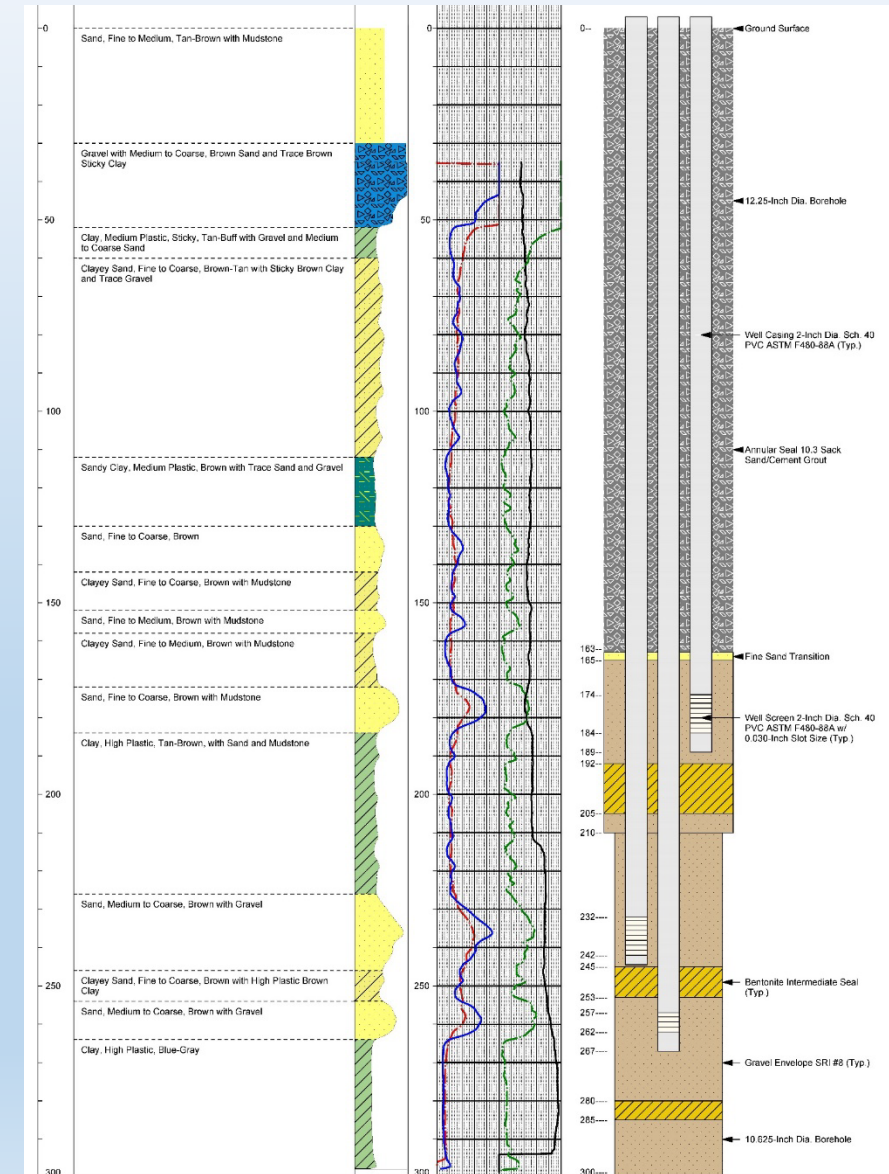 0
Sand, Fine to Medium, Tan-Brown with Mudstone
Gravel with Medium to Coarse, Brown Sand and Trace Brown
Sticky Clay
50
Clay, Medium Plastic, Sticky, Tan-Buff with Gravel and Medium
to Coarse Sand
Clayey Sand, Fine to Coarse, Brown-Tan with Sticky Brown Clay
and Trace Gravel
100
Sandy Clay, Medium Plastic, Brown with Trace Sand and Gravel
Sand, Fine to Coarse, Brown
Clayey Sand, Fine to Coarse, Brown with Mudstone
150
Sand, Fine to Medium, Brown with Mudstone
Clayey Sand, Fine to Medium, Brown with Mudstone
Sand, Fine to Coarse, Brown with Mudstone
Clay, High Plastic, Tan-Brown, with Sand and Mudstone
200
Sand, Medium to Coarse, Brown with Gravel
Clayey Sand, Fine to Coarse, Brown with High Plastic Brown
Clay
250
Sand, Medium to Coarse, Brown with Gravel
Clay, High Plastic, Blue-Gray
300
0
50
100
150
200
250
300
0--
163--
165--
174----
184----
189--
192----
205--
210--
232----
242----
245--
253--
257----
262----
267--
280----
285--
300--
Ground Surface
12.25-Inch Dia. Borehole
Well Casing 2-Inch Dia. Sch. 40
PVC ASTM F480-88A (Typ.)
Annular Seal 10.3 Sack
Sand/Cement Grout
Fine Sand Transition
Well Screen 2-Inch Dia. Sch. 40
PVC ASTM F480-88A w/
0.030-Inch Slot Size (Typ.)
Bentonite Intermediate Seal
(Typ.)
Gravel Envelope SRI #8 (Typ.)
10.625-Inch Dia. Borehole